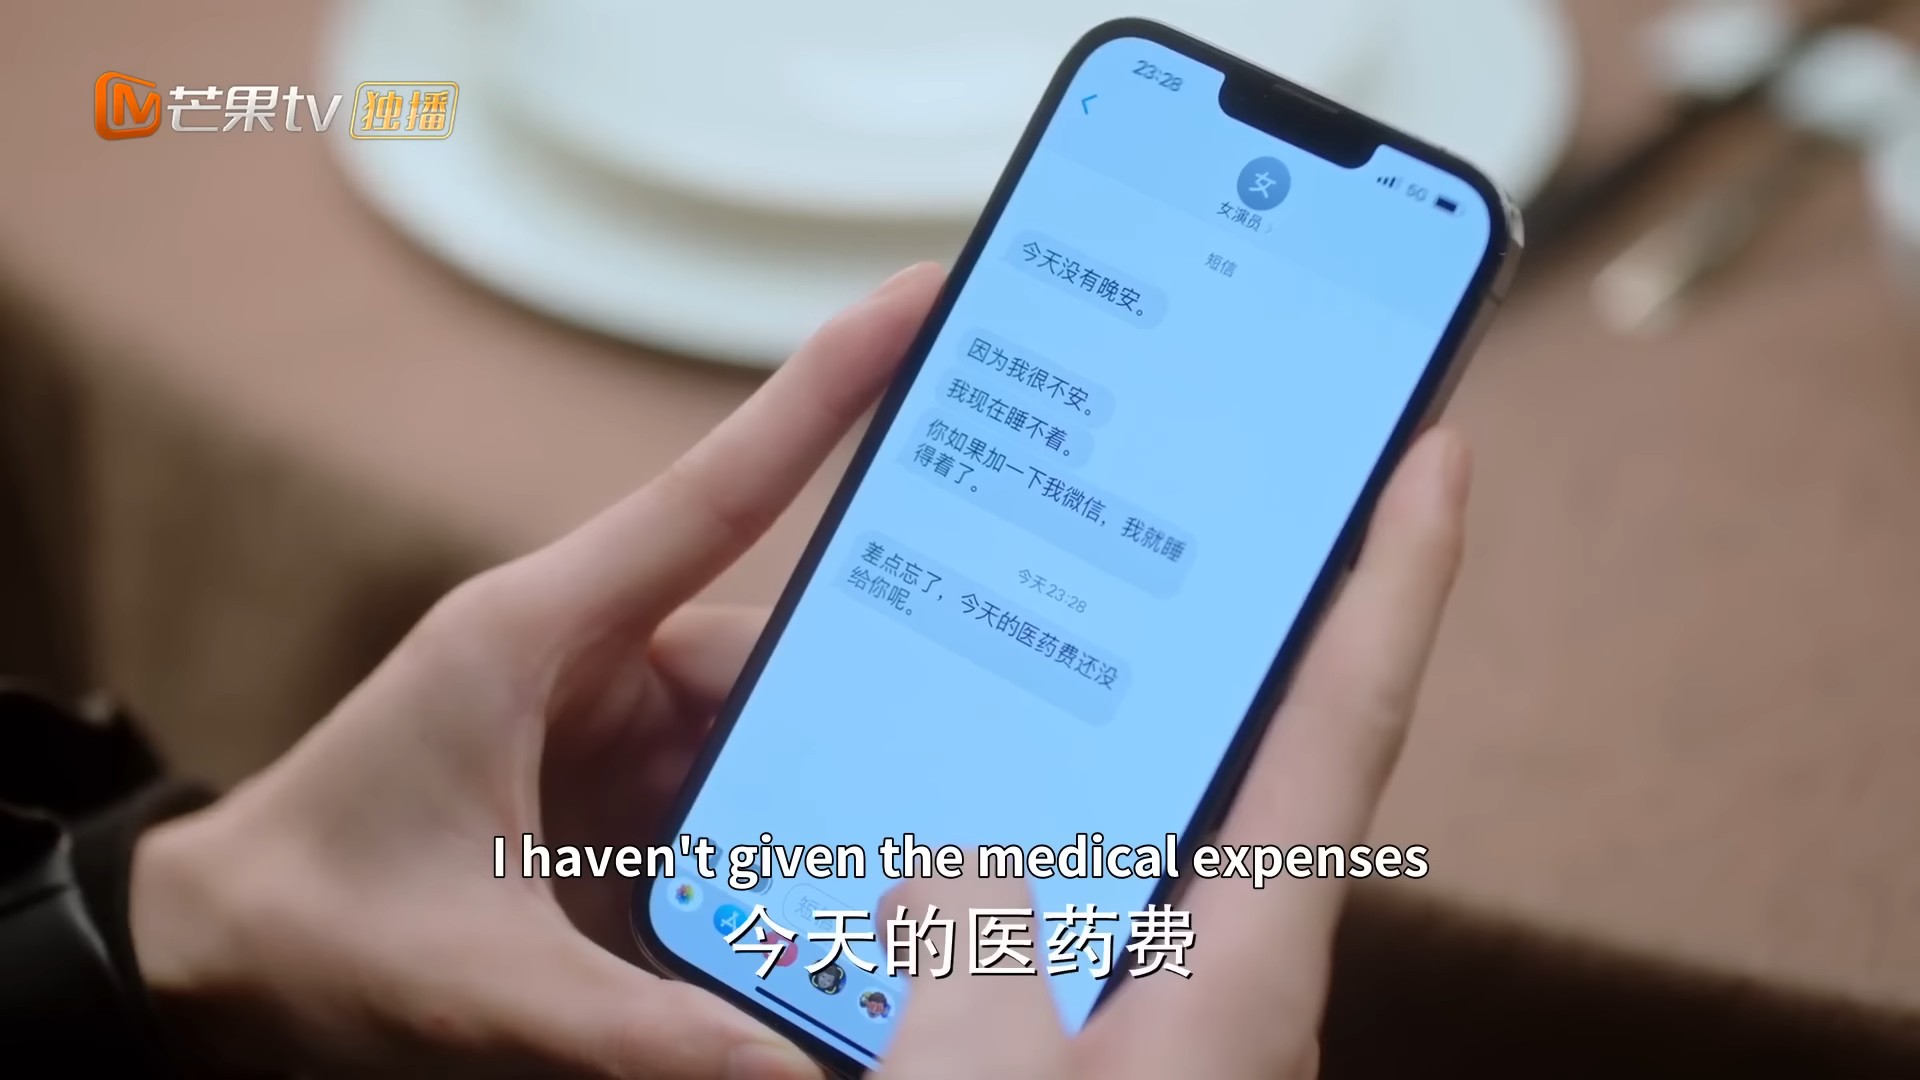 芒果tv 独播
23:28
5G
女
女演员
短信
今天没有晚安。
因为我很不安。
我现在睡不着。
你如果加一下我微信，我就睡
得着了。
今天 23:28
差点忘了，今天的医药费还没
给你呢。
I haven't given the medical expenses
今天的医药费